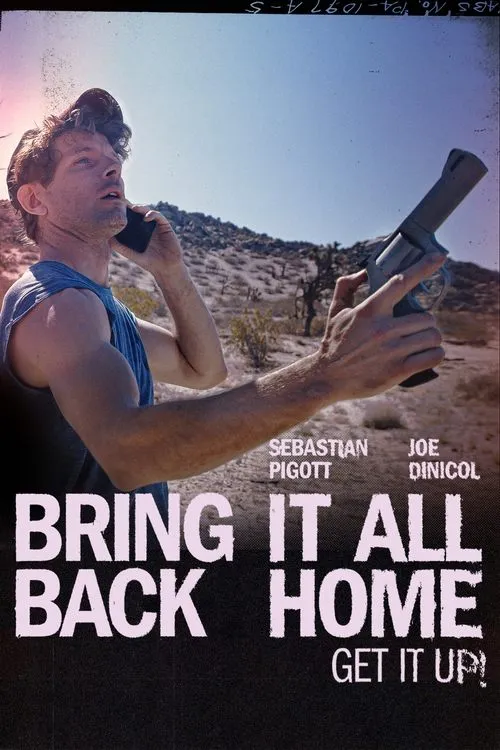 SEBASTIAN PIGOTT
JOE DINICOL
BRING IT ALL
BACK HOME
GET IT UP!